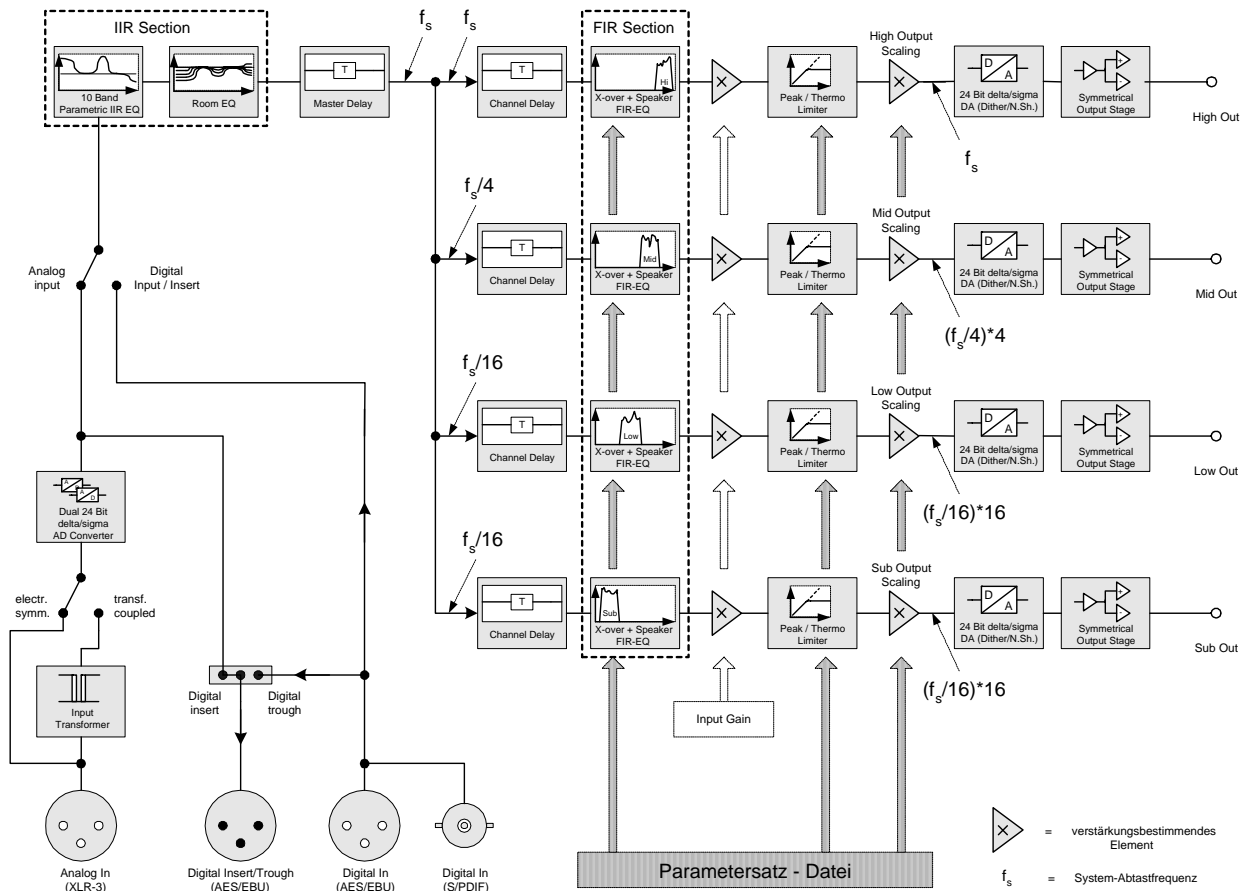 IIR Section
10 Band
Parametric IIR EQ
Room EQ
T
Master Delay
fs
fs
T
Channel Delay
FIR Section
Hi
X-over + Speaker
FIR-EQ
Peak / Thermo
Limiter
High Output
Scaling
fs
D
A
24 Bit delta/sigma
DA (Dither/N.Sh.)
+
-
Symmetrical
Output Stage
High Out
fs/4
T
Channel Delay
Mid
X-over + Speaker
FIR-EQ
Peak / Thermo
Limiter
Mid Output
Scaling
(fs/4)*4
D
A
24 Bit delta/sigma
DA (Dither/N.Sh.)
+
-
Symmetrical
Output Stage
Mid Out
Analog
input
Digital
Input / Insert
fs/16
T
Channel Delay
Low
X-over + Speaker
FIR-EQ
Peak / Thermo
Limiter
Low Output
Scaling
(fs/16)*16
D
A
24 Bit delta/sigma
DA (Dither/N.Sh.)
+
-
Symmetrical
Output Stage
Low Out
A
A
D
Dual 24 Bit
delta/sigma
AD Converter
fs/16
T
Channel Delay
Sub
X-over + Speaker
FIR-EQ
Peak / Thermo
Limiter
Sub Output
Scaling
(fs/16)*16
D
A
24 Bit delta/sigma
DA (Dither/N.Sh.)
+
-
Symmetrical
Output Stage
Sub Out
electr.
symm.
transf.
coupled
Input
Transformer
Digital
insert
Digital
trough
Input Gain
Analog In
(XLR-3)
Digital Insert/Trough
(AES/EBU)
Digital In
(AES/EBU)
Digital In
(S/PDIF)
Parametersatz - Datei
= verstärkungsbestimmendes
Element
fs = System-Abtastfrequenz